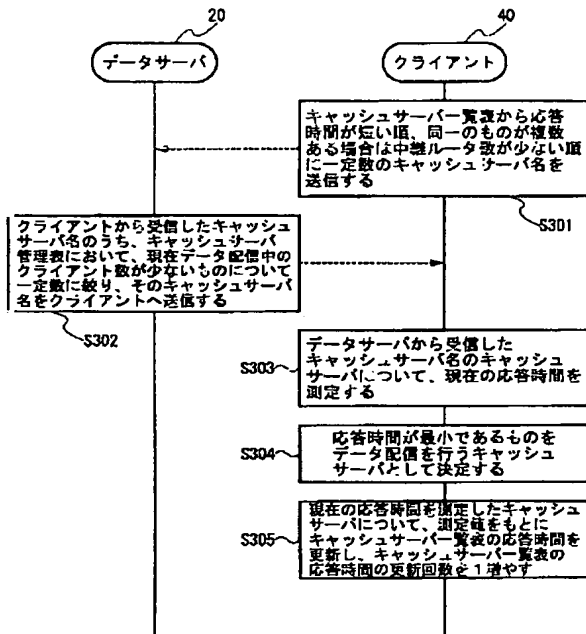 20
データサーバ
40
クライアント
キャッシュサーバ一覧表から応答
時間が短い順、同一のものが複数
ある場合は中継ルータ数が少ない順
に一定数のキャッシュサーバ名を
送信する
S301
クライアントから受信したキャッシュ
サーバ名のうち、キャッシュサーバ
管理表において、現在データ配信中の
クライアント数が少ないものについて
一定数に絞り、そのキャッシュサーバ
名をクライアントへ送信する
S302
S303
データサーバから受信した
キャッシュサーバ名のキャッシュ
サーバについて、現在の応答時間を
測定する
S304
応答時間が最小であるものを
データ配信を行うキャッシュ
サーバとして決定する
S305
現在の応答時間を測定したキャッシュ
サーバについて、測定値をもとに
キャッシュサーバ一覧表の応答時間を
更新し、キャッシュサーバ一覧表の
応答時間の更新回数を1増やす